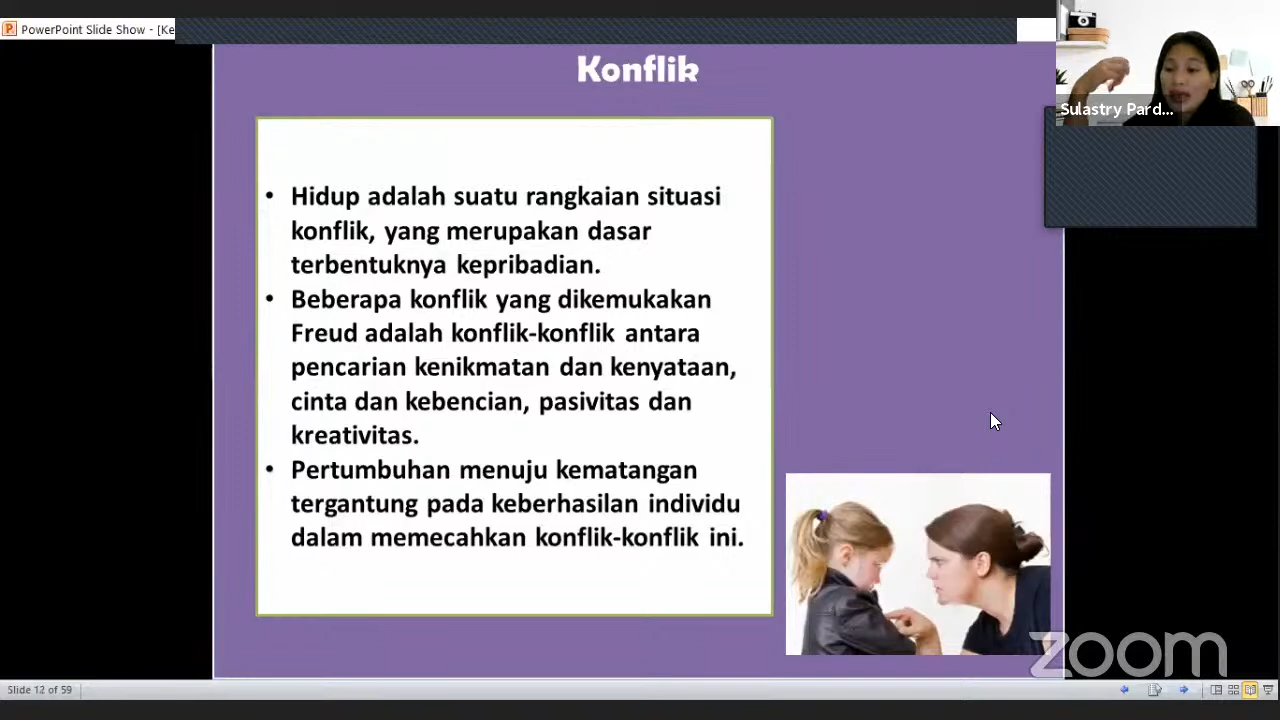 PowerPoint Slide Show - [Ke
Konflik
Sulastry Pard...
• Hidup adalah suatu rangkaian situasi
konflik, yang merupakan dasar
terbentuknya kepribadian.
• Beberapa konflik yang dikemukakan
Freud adalah konflik-konflik antara
pencarian kenikmatan dan kenyataan,
cinta dan kebencian, pasivitas dan
kreativitas.
• Pertumbuhan menuju kematangan
tergantung pada keberhasilan individu
dalam memecahkan konflik-konflik ini.
zoom
Slide 12 of 59